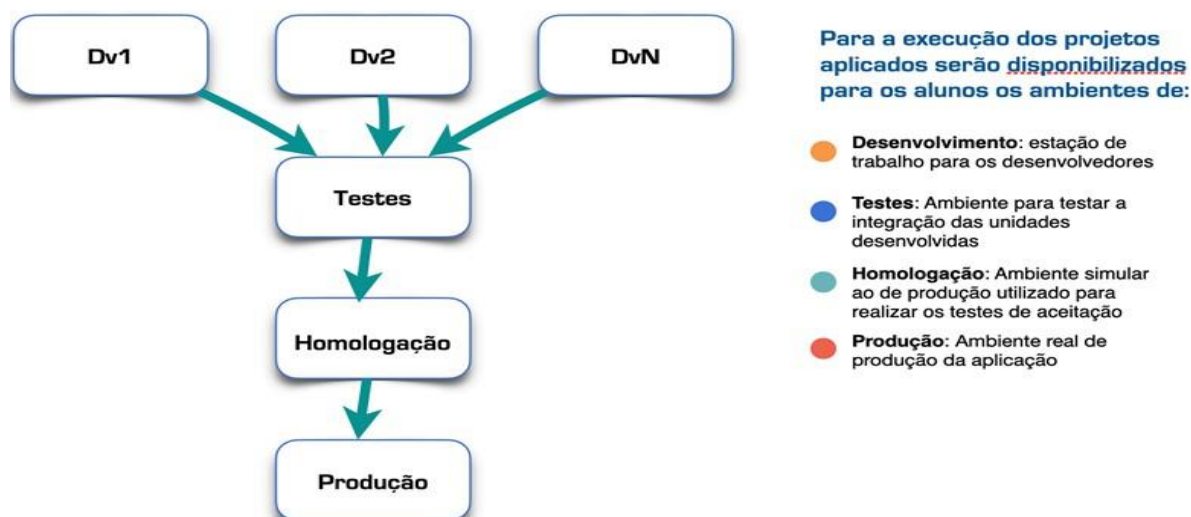 Dv1
Dv2
DvN
Testes
Homologação
Produção
Para a execução dos projetos
aplicados serão disponibilizados
para os alunos os ambientes de:
Desenvolvimento: estação de
trabalho para os desenvolvedores
Testes: Ambiente para testar a
integração das unidades
desenvolvidas
Homologação: Ambiente simular
ao de produção utilizado para
realizar os testes de aceitação
Produção: Ambiente real de
produção da aplicação